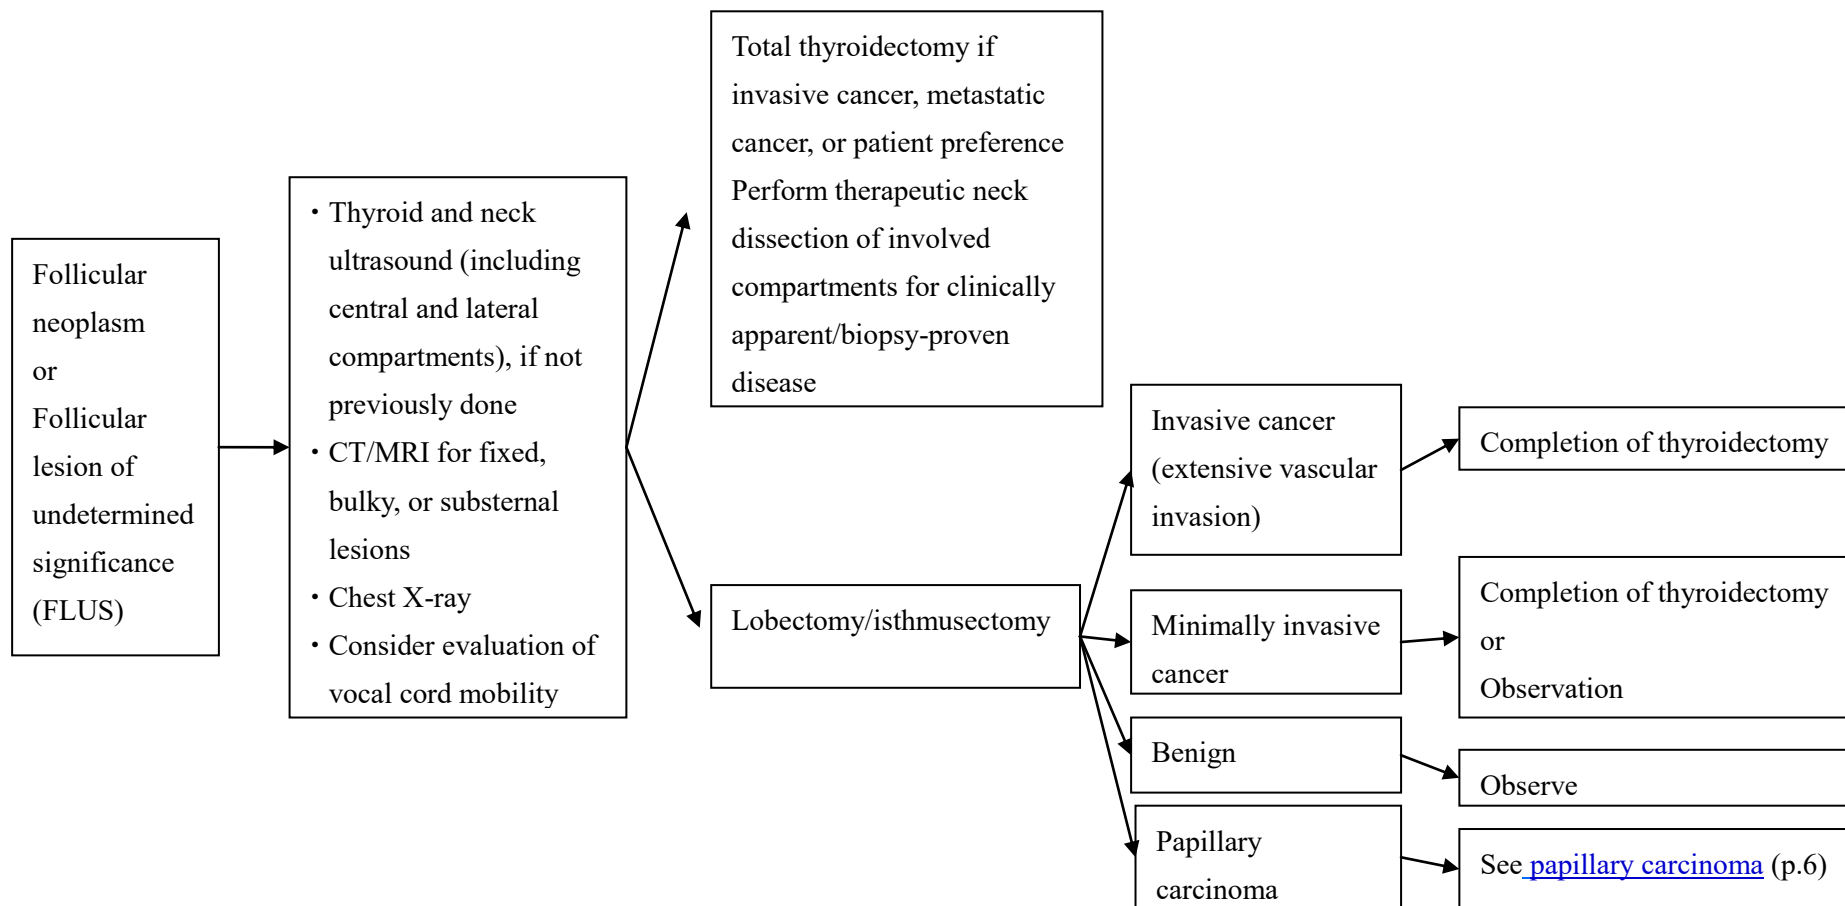 Follicular
neoplasm
or
Follicular
lesion of
undetermined
significance
(FLUS)
・Thyroid and neck
ultrasound (including
central and lateral
compartments), if not
previously done
・CT/MRI for fixed,
bulky, or substernal
lesions
・Chest X-ray
・Consider evaluation of
vocal cord mobility
Total thyroidectomy if
invasive cancer, metastatic
cancer, or patient preference
Perform therapeutic neck
dissection of involved
compartments for clinically
apparent/biopsy-proven
disease
Lobectomy/isthmusectomy
Invasive cancer
(extensive vascular
invasion)
Completion of thyroidectomy
Minimally invasive
cancer
Completion of thyroidectomy
or
Observation
Benign
Observe
Papillary
carcinoma
See papillary carcinoma (p.6)